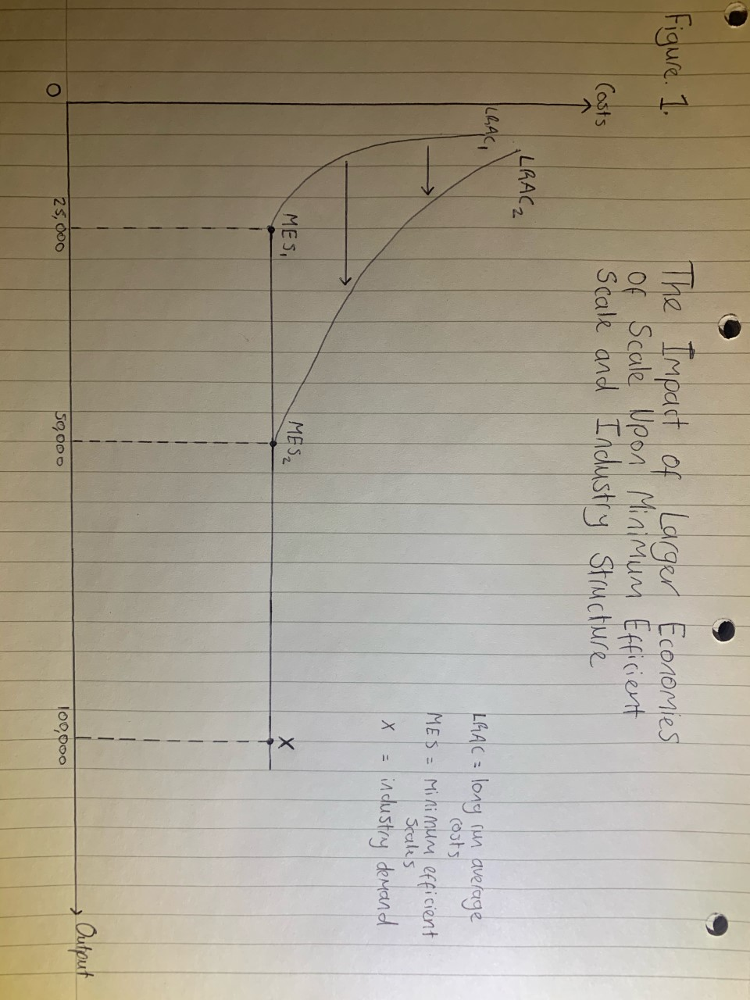 Figure. 1.
The Impact of Larger Economies
Of Scale Upon Minimum Efficient
Scale and Industry Structure
Costs
LRAC1
LRAC2
LRAC = long run average
costs
MES = Minimum efficient
Scales
X = industry demand
MES1
MES2
X
0
25,000
50,000
100,000
Output